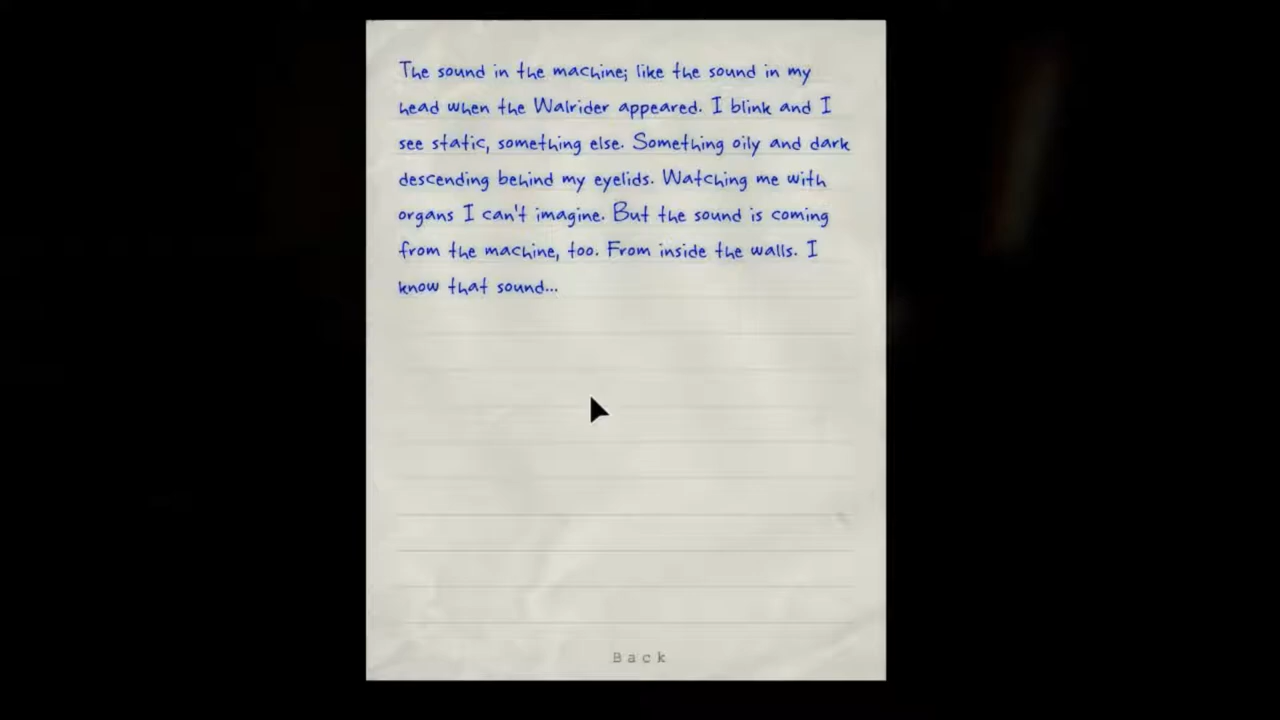 The sound in the machine; like the sound in my
head when the Walrider appeared. I blink and I
see static, something else. Something oily and dark
descending behind my eyelids. Watching me with
organs I can't imagine. But the sound is coming
from the machine, too. From inside the walls. I
know that sound...
Back